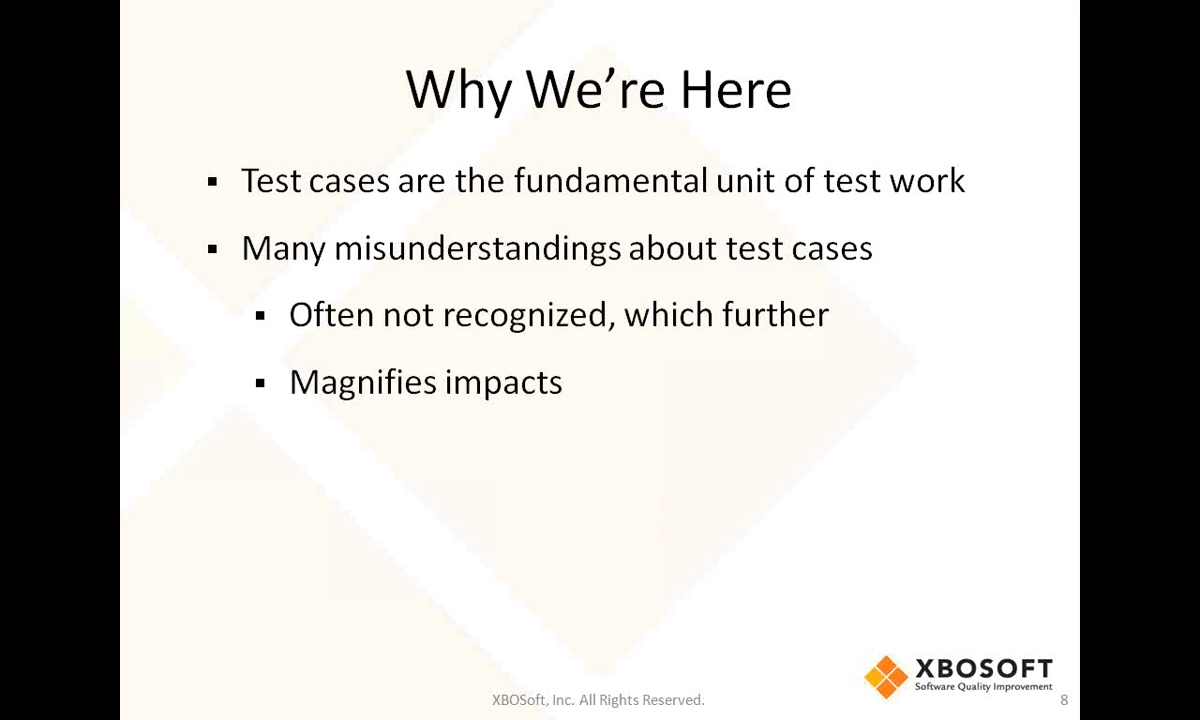 Why We’re Here
▪ Test cases are the fundamental unit of test work
▪ Many misunderstandings about test cases
▪ Often not recognized, which further
▪ Magnifies impacts
XBOSOFT
Software Quality Improvement
XBOSoft, Inc. All Rights Reserved.
8